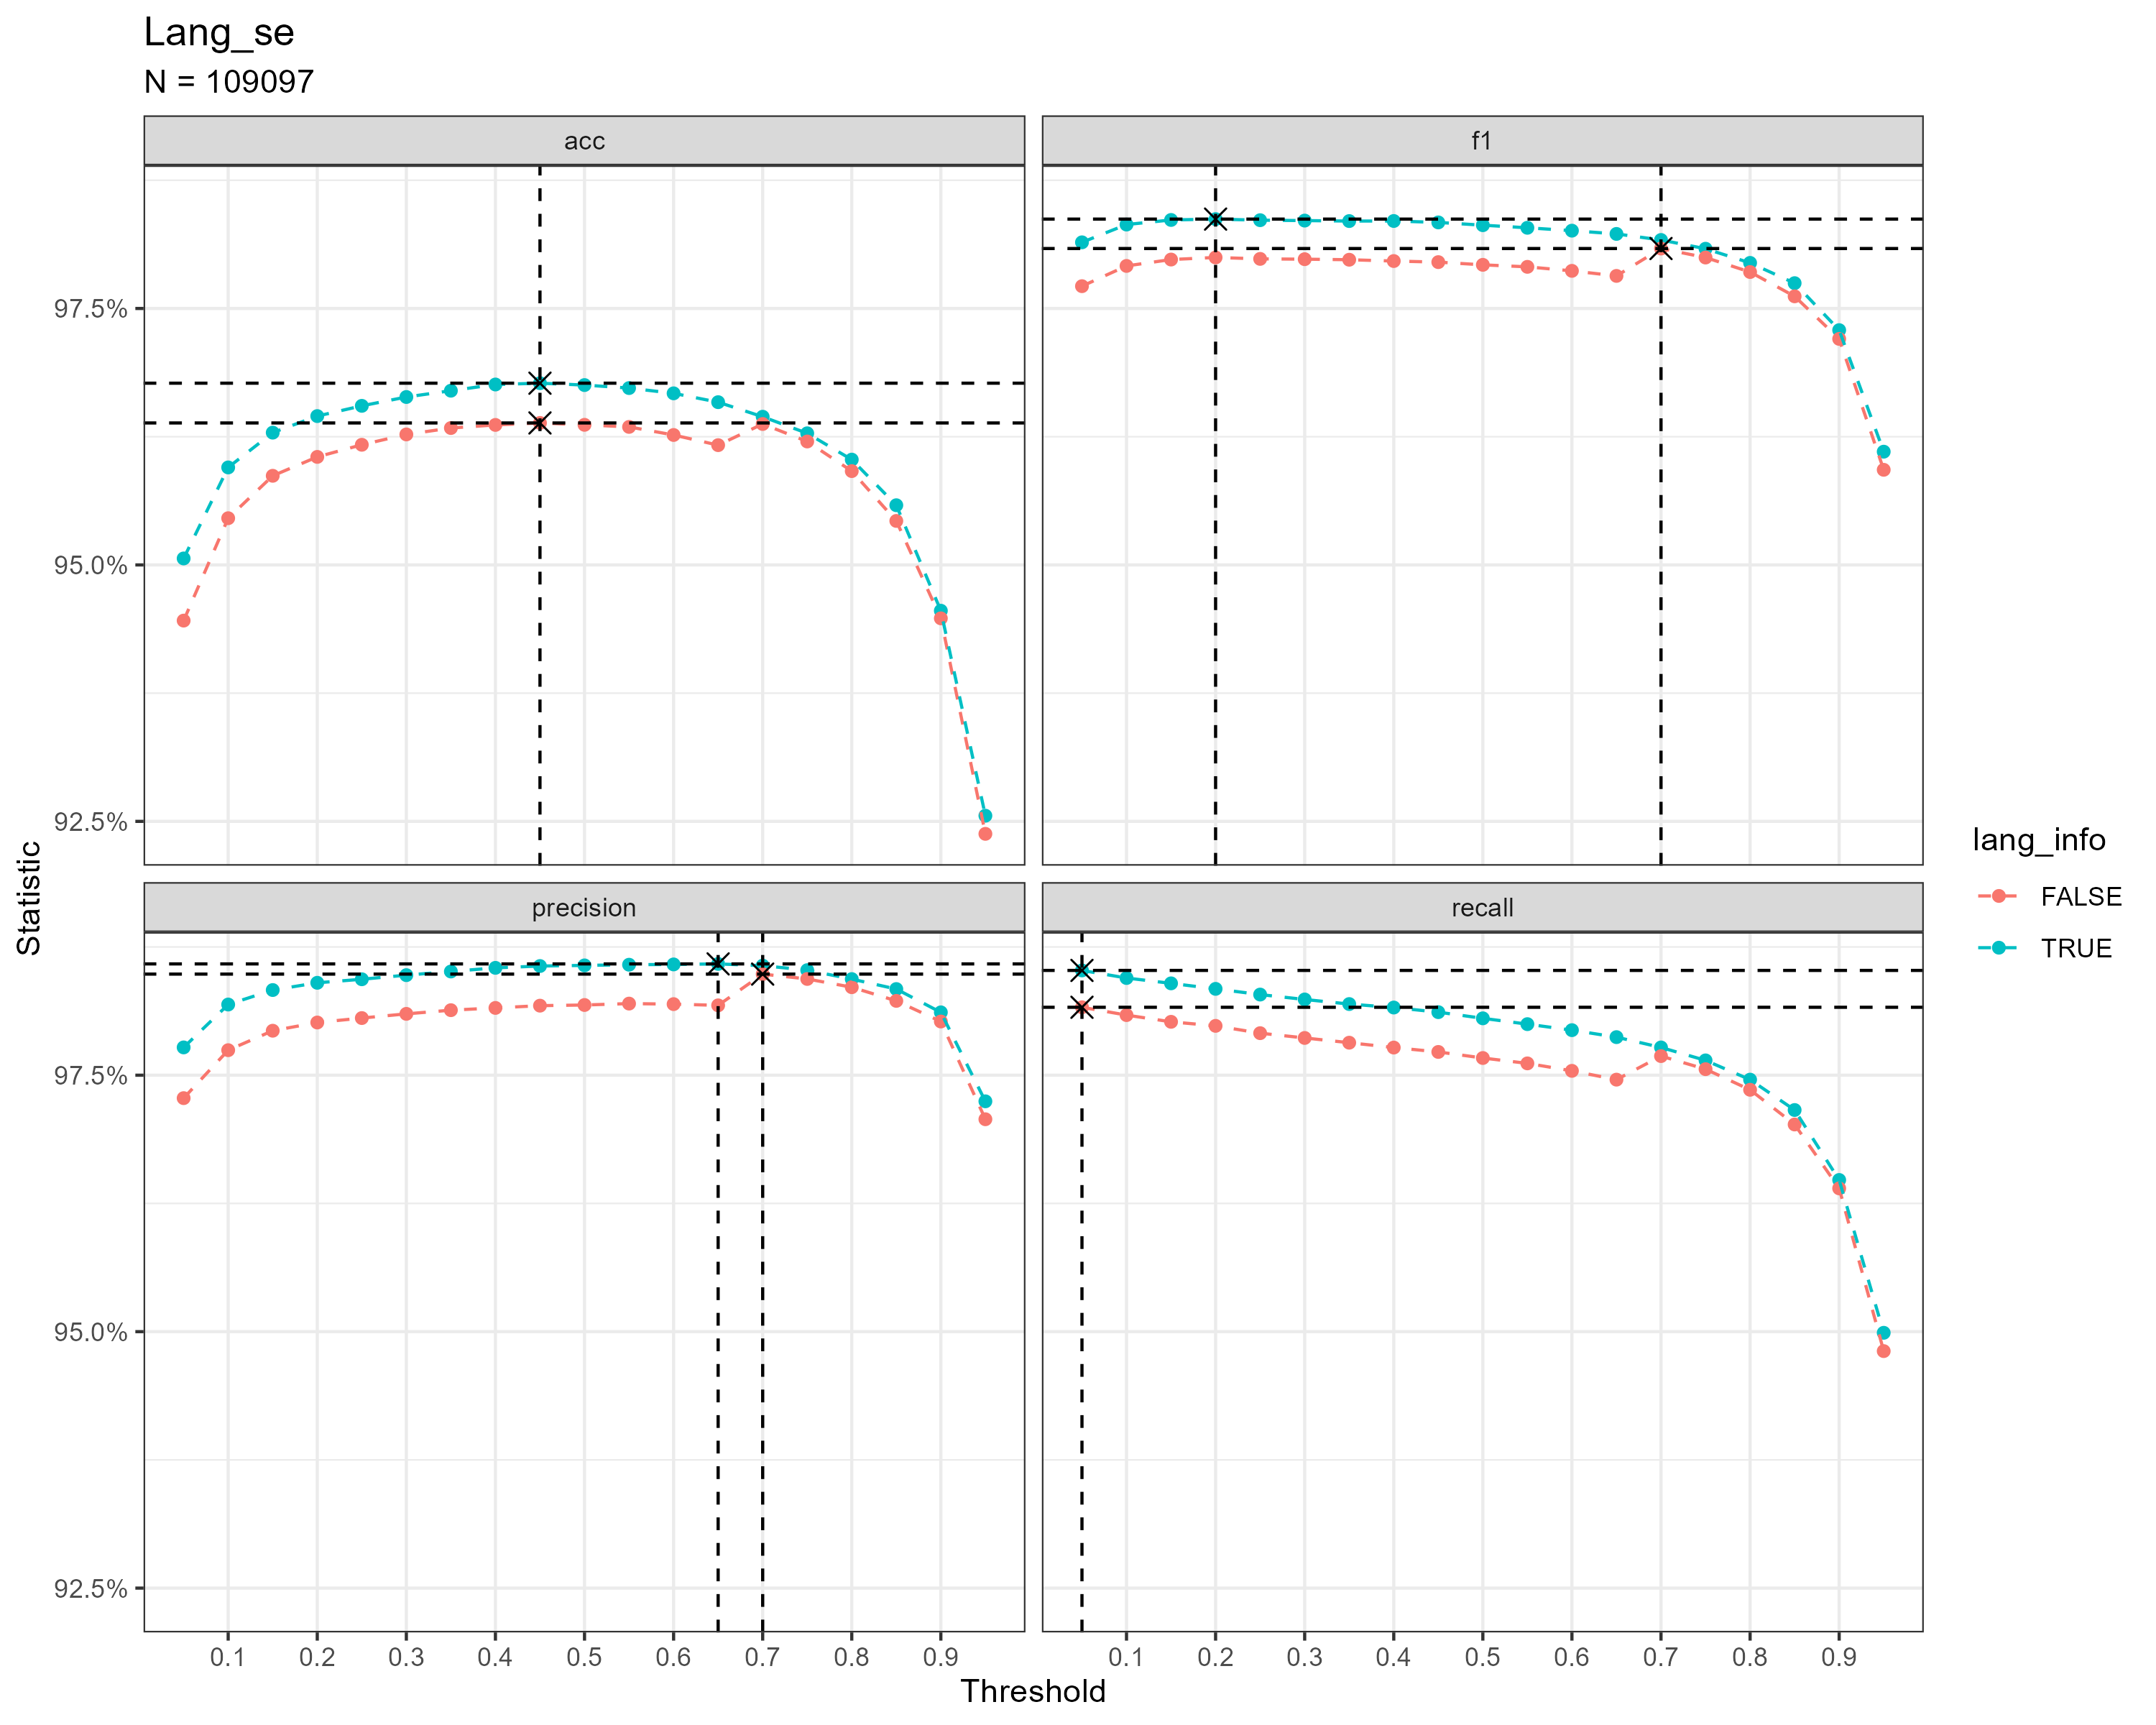 Lang_se
N = 109097
acc
f1
97.5%
95.0%
92.5%
precision
recall
97.5%
95.0%
92.5%
0.1 0.2 0.3 0.4 0.5 0.6 0.7 0.8 0.9
0.1 0.2 0.3 0.4 0.5 0.6 0.7 0.8 0.9
Threshold
Statistic
lang_info
FALSE
TRUE